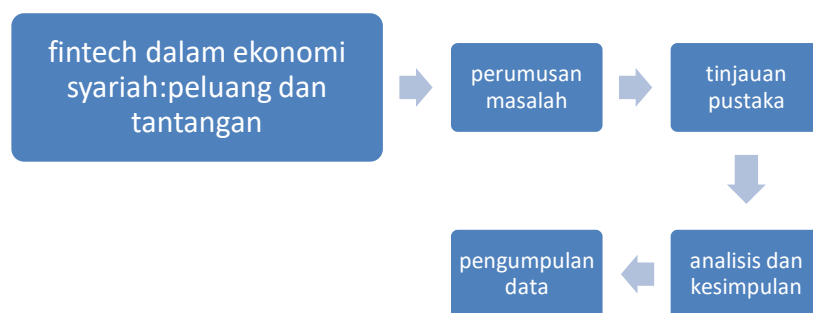 fintech dalam ekonomi
syariah:peluang dan
tantangan
perumusan
masalah
tinjauan
pustaka
analisis dan
kesimpulan
pengumpulan
data